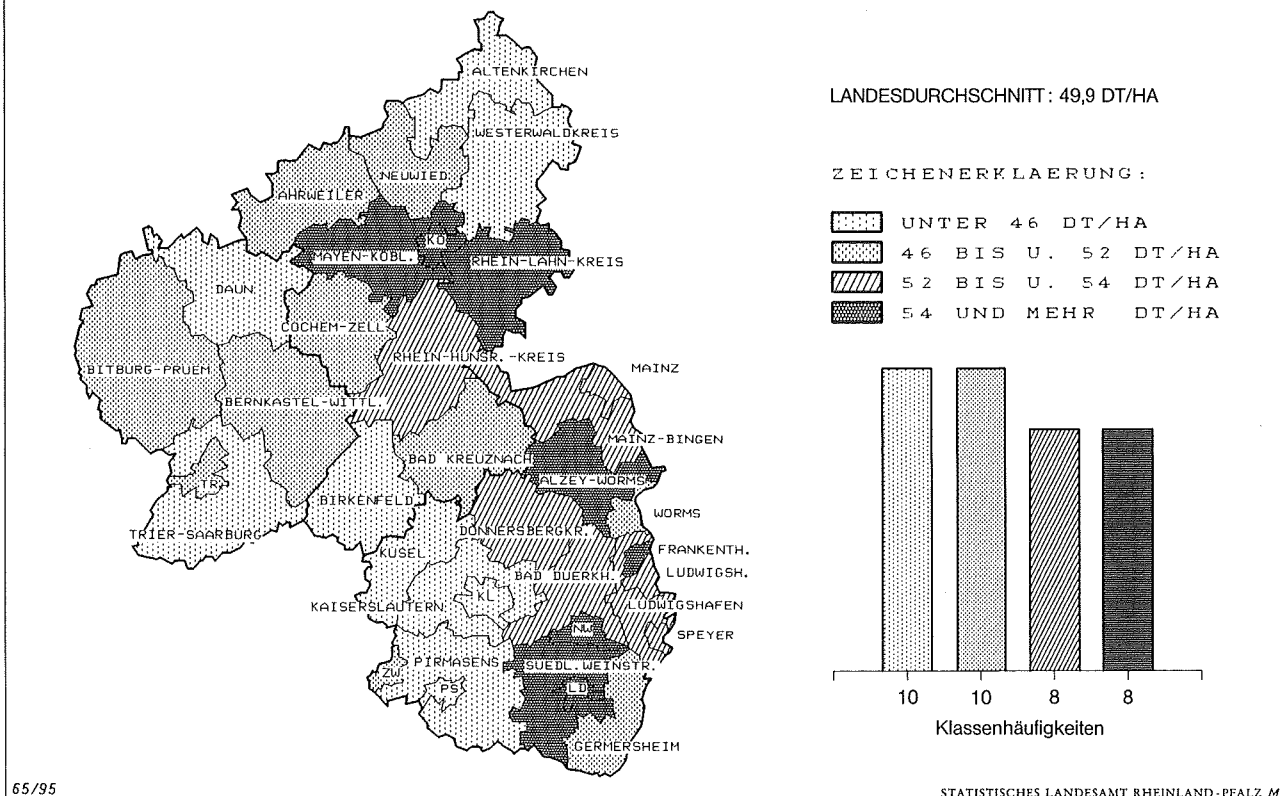 ALTENKIRCHEN
WESTERWALDKREIS
NEUWIED
AHRWEILER
KO
MAYEN-KOBL.
RHEIN-LAHN-KREIS
DAUN
COCHEM-ZELL
RHEIN-HUNSR.-KREIS
BITBURG-PRUEM
MAINZ
BERNKASTEL-WITTL.
MAINZ-BINGEN
BAD KREUZNACH
TR
ALZEY-WORMS
BIRKENFELD
WORMS
TRIER-SAARBURG
DONNERSBERGKR.
KUSEL
FRANKENTH.
BAD DUERKH.
LUDWIGSH.
KL
KAISERSLAUTERN
LUDWIGSHAFEN
NW
SPEYER
ZW
PIRMASENS
SUEDL.WEINSTR.
PS
LD
GERMERSHEIM
LANDESDURCHSCHNITT: 49,9 DT/HA
ZEICHENERKLAERUNG:
UNTER 46 DT/HA
46 BIS U. 52 DT/HA
52 BIS U. 54 DT/HA
54 UND MEHR DT/HA
10 10 8 8
Klassenhäufigkeiten
65/95
STATISTISCHES LANDESAMT RHEINLAND-PFALZ M